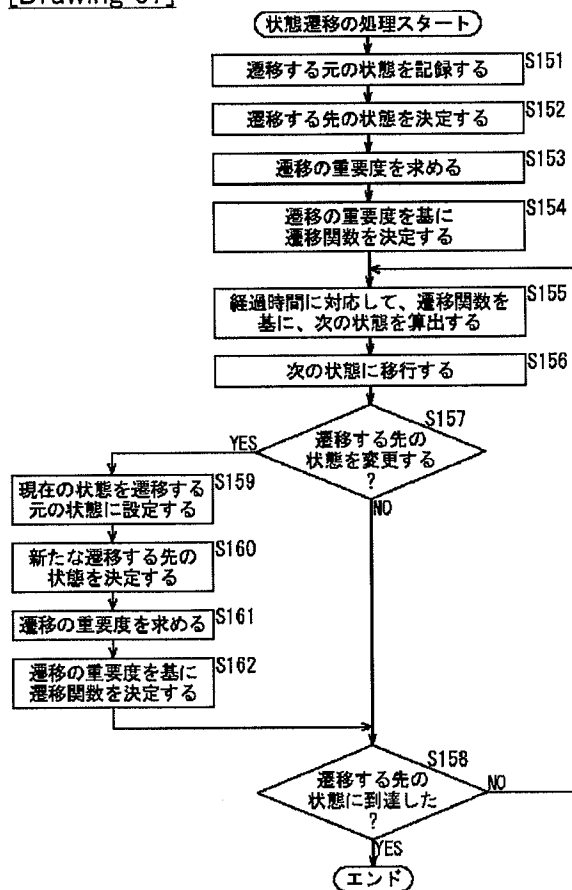 状態遷移の処理スタート
遷移する元の状態を記録する
S151
遷移する先の状態を決定する
S152
遷移の重要度を求める
S153
遷移の重要度を基に
遷移関数を決定する
S154
経過時間に対応して、遷移関数を
基に、次の状態を算出する
S155
次の状態に移行する
S156
S157
遷移する先の
状態を変更する
?
YES
NO
現在の状態を遷移する
元の状態に設定する
S159
新たな遷移する先の
状態を決定する
S160
遷移の重要度を求める
S161
遷移の重要度を基に
遷移関数を決定する
S162
S158
遷移する先の
状態に到達した
?
NO
YES
エンド